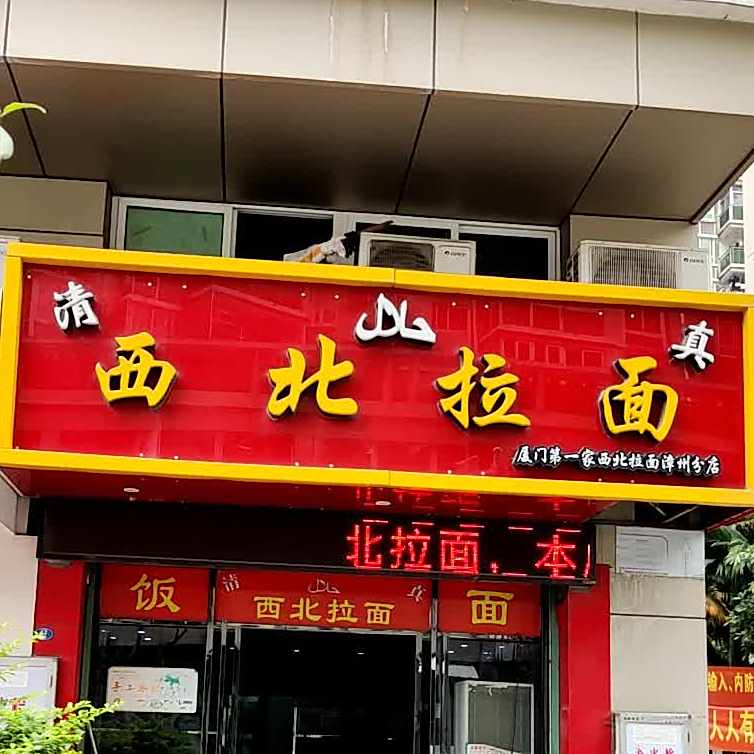 清 حلال 真
西北拉面
厦门第一家西北拉面漳州分店
北拉面，本
饭 清 حلال 真 面
西北拉面
输入、内防
人人有